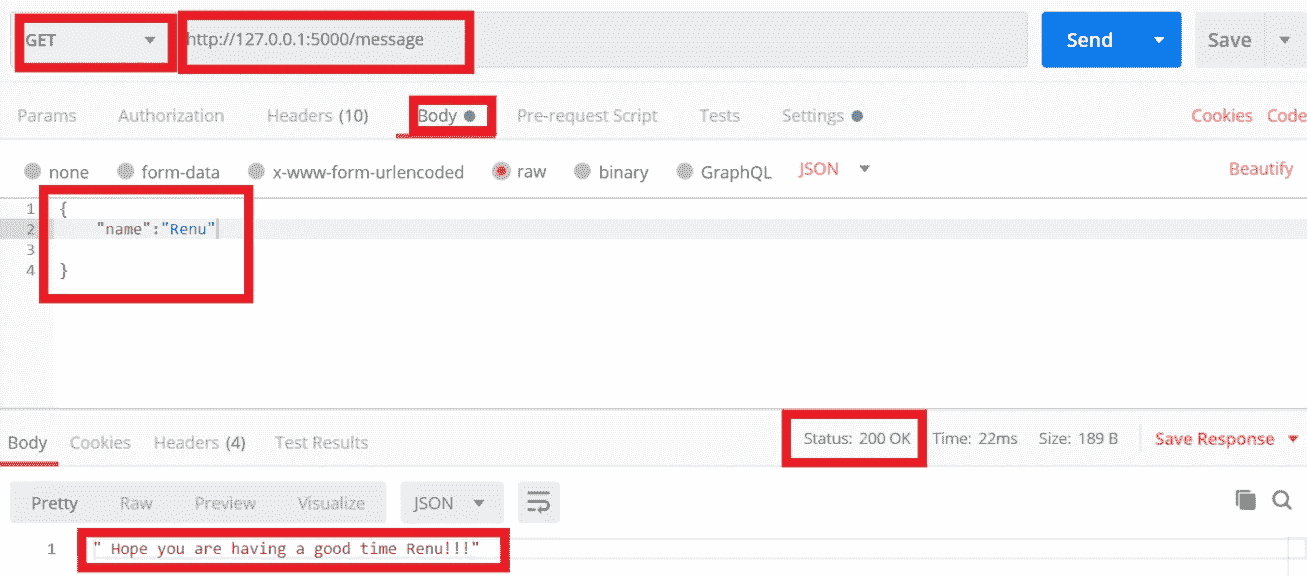 GET http://127.0.0.1:5000/message Send Save
Params Authorization Headers (10) Body Pre-request Script Tests Settings Cookies Code
none form-data x-www-form-urlencoded raw binary GraphQL JSON Beautify
1 {
2 "name":"Renu"
3
4 }
Body Cookies Headers (4) Test Results Status: 200 OK Time: 22ms Size: 189 B Save Response
Pretty Raw Preview Visualize JSON
1 " Hope you are having a good time Renu!!!"